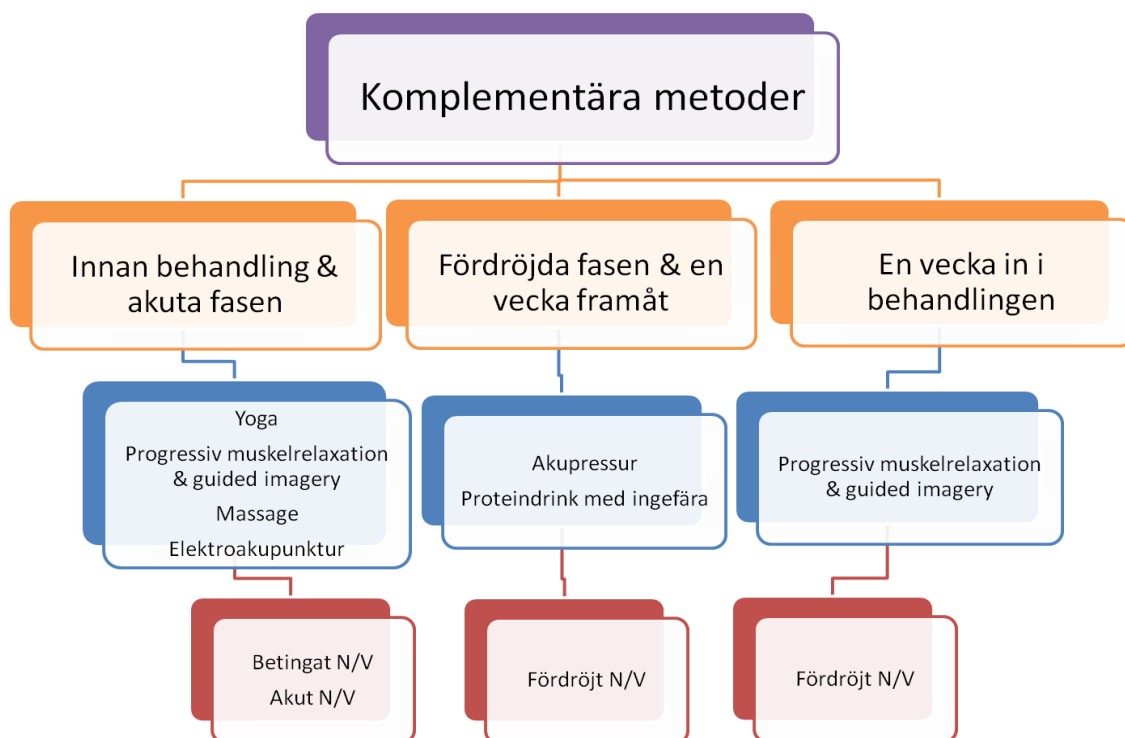 Komplementära metoder
Innan behandling &
akuta fasen
Fördröjda fasen & en
vecka framåt
En vecka in i
behandlingen
Yoga
Progressiv muskelrelaxation
& guided imagery
Massage
Elektroakupunktur
Akupressur
Proteindrink med ingefära
Progressiv muskelrelaxation
& guided imagery
Betingat N/V
Akut N/V
Fördröjt N/V
Fördröjt N/V